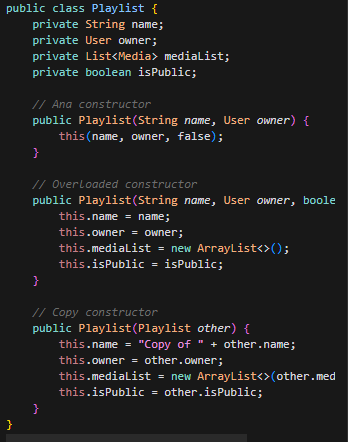 public class Playlist {
    private String name;
    private User owner;
    private List<Media> mediaList;
    private boolean isPublic;

    // Ana constructor
    public Playlist(String name, User owner) {
        this(name, owner, false);
    }

    // Overloaded constructor
    public Playlist(String name, User owner, boole
        this.name = name;
        this.owner = owner;
        this.mediaList = new ArrayList<>();
        this.isPublic = isPublic;
    }

    // Copy constructor
    public Playlist(Playlist other) {
        this.name = "Copy of " + other.name;
        this.owner = other.owner;
        this.mediaList = new ArrayList<>(other.med
        this.isPublic = other.isPublic;
    }
}